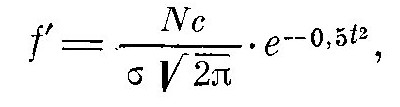 f′ = Nc / σ √2π · e^{—0,5t²},